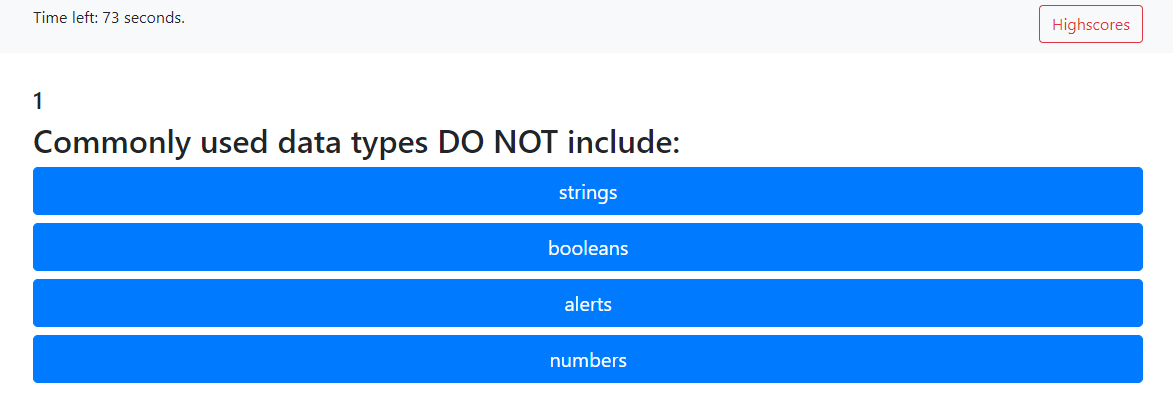 Time left: 73 seconds.
Highscores
1
Commonly used data types DO NOT include:
strings
booleans
alerts
numbers